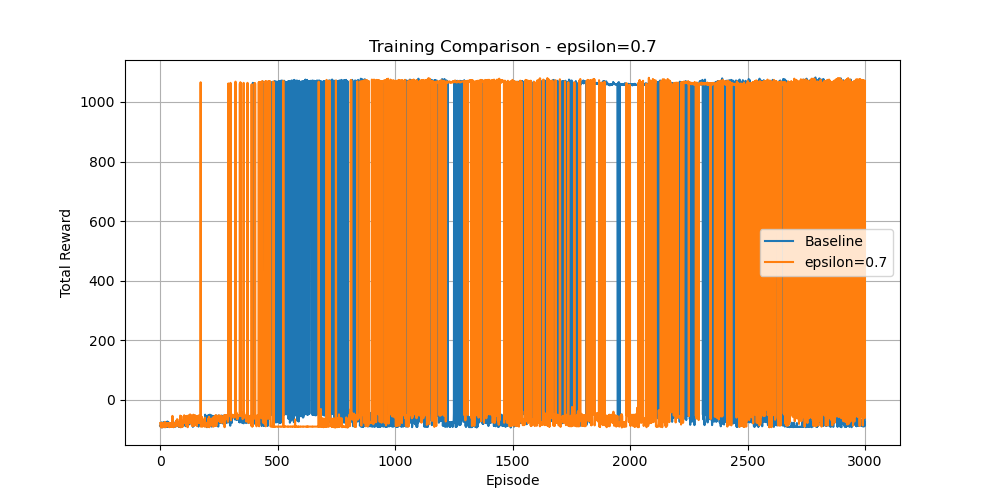 Training Comparison - epsilon=0.7
Total Reward
1000
800
600
400
200
0
Baseline
epsilon=0.7
0 500 1000 1500 2000 2500 3000
Episode